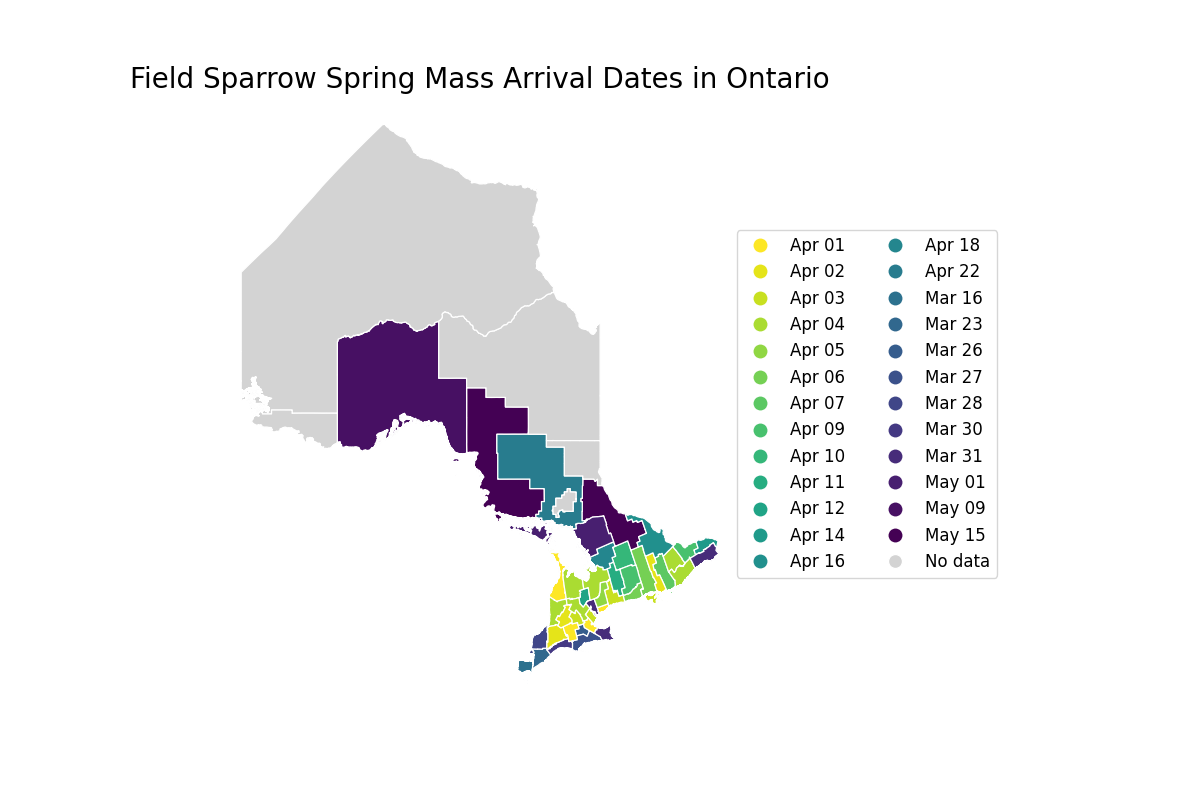 Field Sparrow Spring Mass Arrival Dates in Ontario
Apr 01
Apr 02
Apr 03
Apr 04
Apr 05
Apr 06
Apr 07
Apr 09
Apr 10
Apr 11
Apr 12
Apr 14
Apr 16
Apr 18
Apr 22
Mar 16
Mar 23
Mar 26
Mar 27
Mar 28
Mar 30
Mar 31
May 01
May 09
May 15
No data